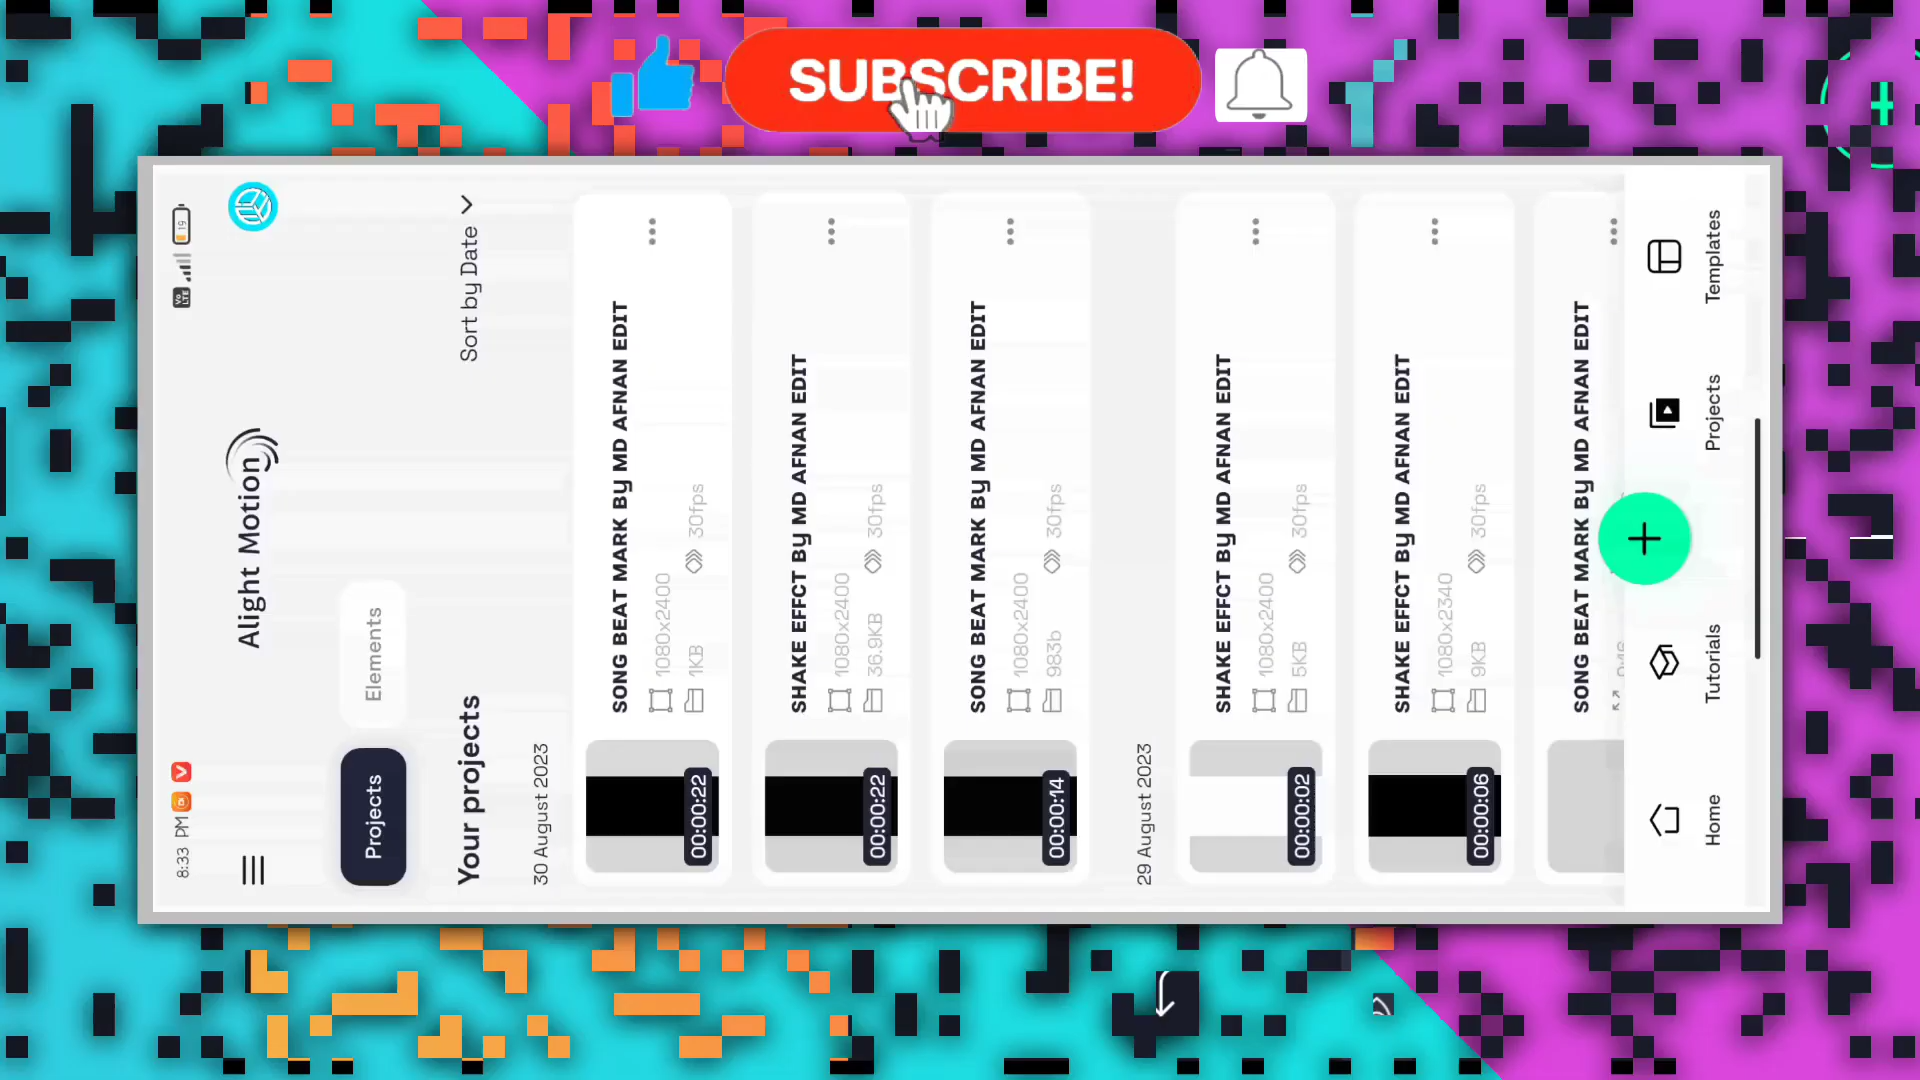 SUBSCRIBE!
8:33 PM
Vo
LTE
19
Alight Motion
Projects
Elements
Your projects
Sort by Date
30 August 2023
SONG BEAT MARK By MD AFNAN EDIT
1080x2400
1KB
30fps
00:00:22
SHAKE EFFCT By MD AFNAN EDIT
1080x2400
36.9KB
30fps
00:00:22
SONG BEAT MARK By MD AFNAN EDIT
1080x2400
983b
30fps
00:00:14
29 August 2023
SHAKE EFFCT By MD AFNAN EDIT
1080x2400
5KB
30fps
00:00:02
SHAKE EFFCT By MD AFNAN EDIT
1080x2340
9KB
30fps
00:00:06
SONG BEAT MARK By MD AFNAN EDIT
Home
Tutorials
Projects
Templates